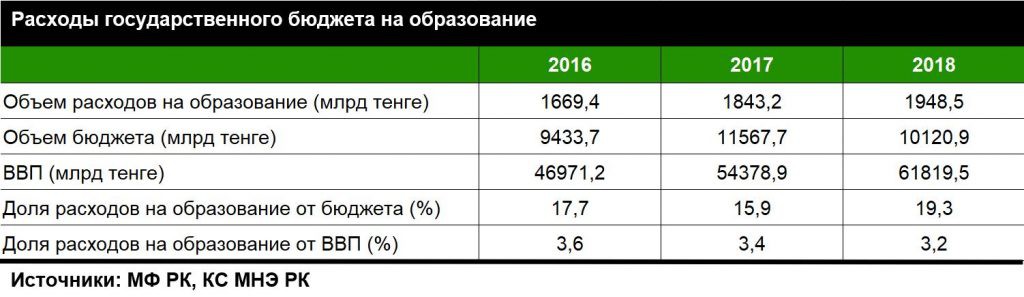 Расходы государственного бюджета на образование
2016 2017 2018
Объем расходов на образование (млрд тенге) 1669,4 1843,2 1948,5
Объем бюджета (млрд тенге) 9433,7 11567,7 10120,9
ВВП (млрд тенге) 46971,2 54378,9 61819,5
Доля расходов на образование от бюджета (%) 17,7 15,9 19,3
Доля расходов на образование от ВВП (%) 3,6 3,4 3,2
Источники: МФ РК, КС МНЭ РК